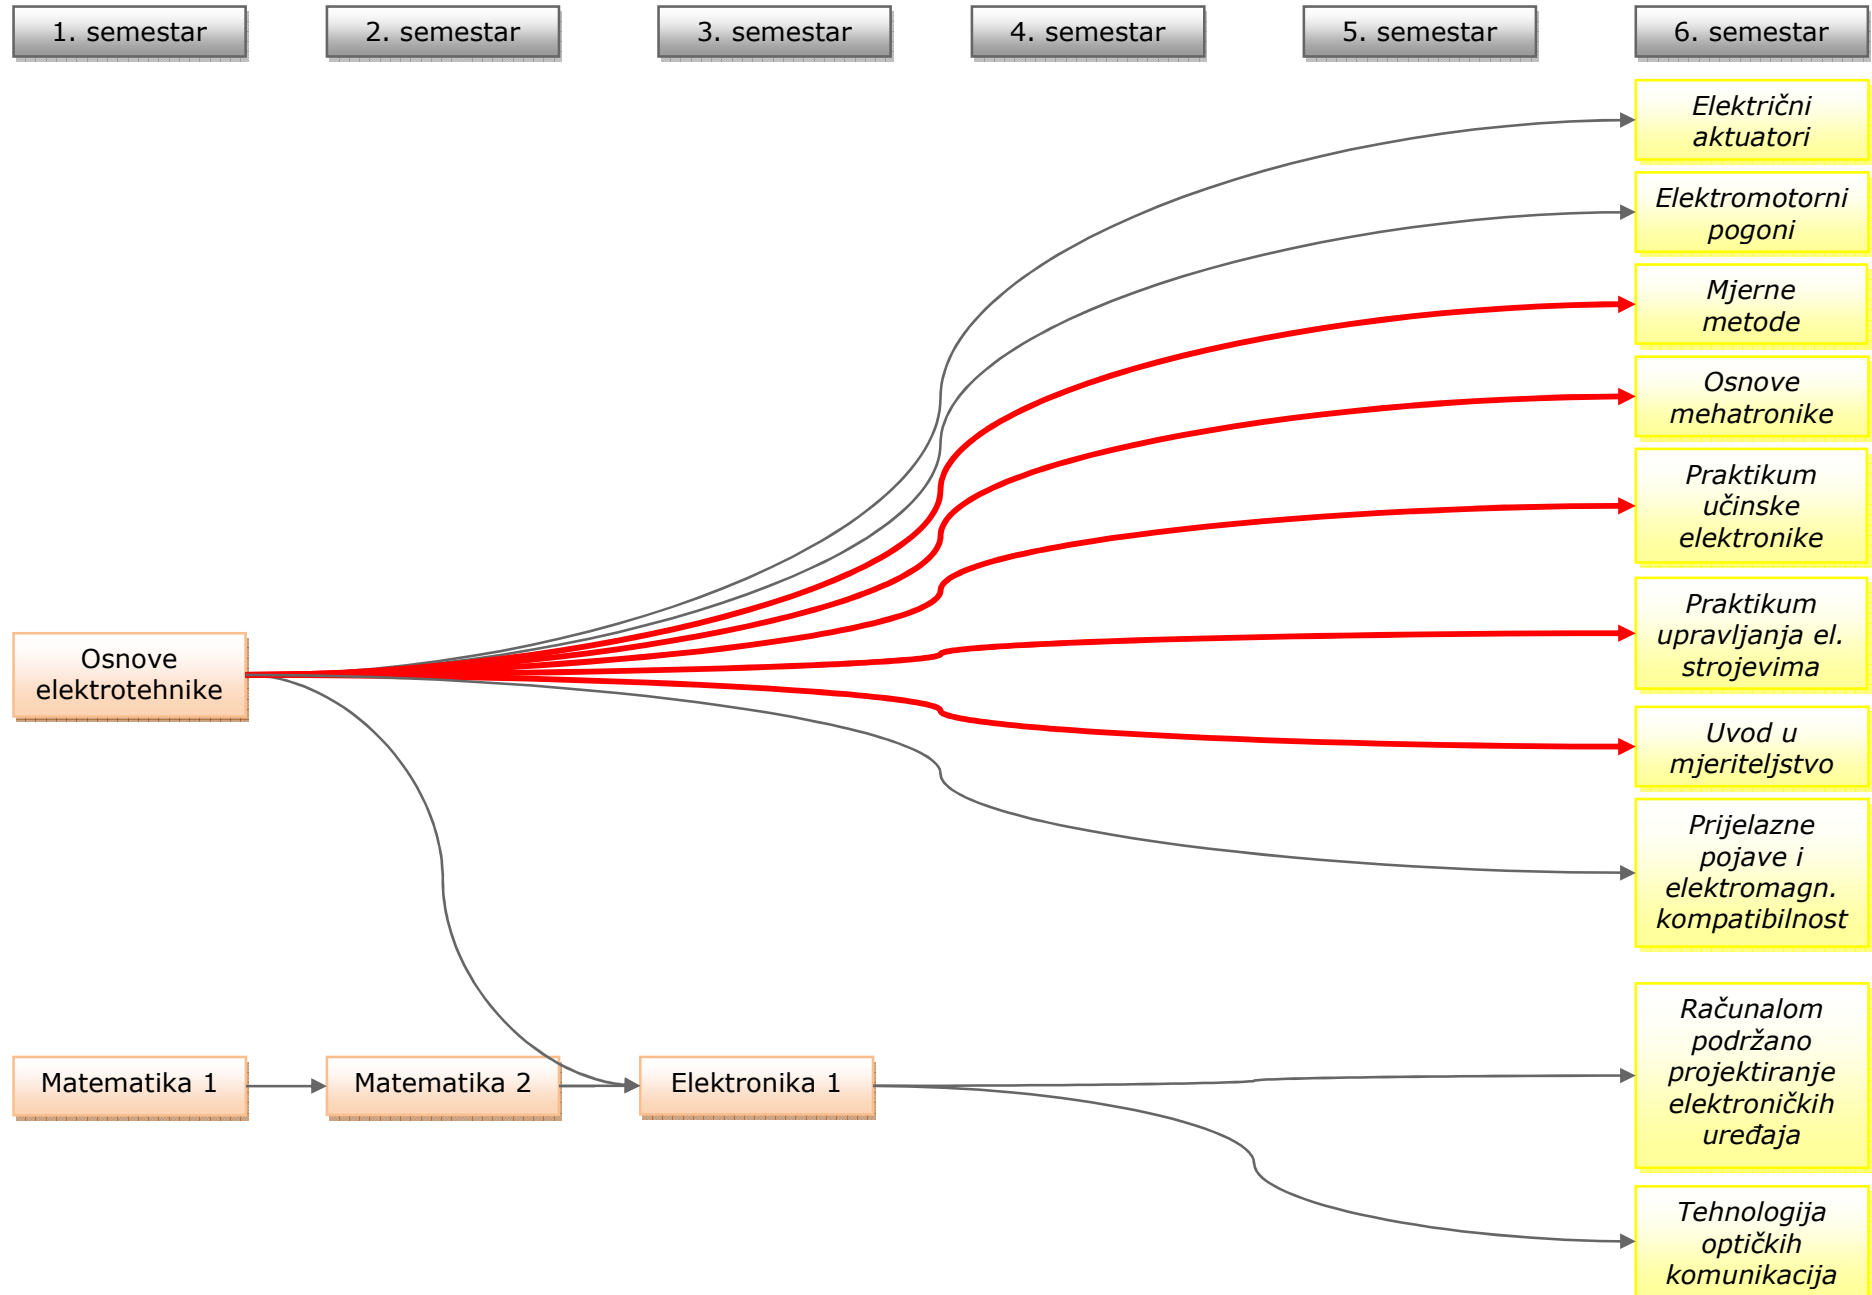 1. semestar
2. semestar
3. semestar
4. semestar
5. semestar
6. semestar
Električni
aktuatori
Elektromotorni
pogoni
Mjerne
metode
Osnove
mehatronike
Praktikum
učinske
elektronike
Praktikum
upravljanja el.
strojevima
Osnove
elektrotehnike
Uvod u
mjeriteljstvo
Prijelazne
pojave i
elektromagn.
kompatibilnost
Matematika 1
Matematika 2
Elektronika 1
Računalom
podržano
projektiranje
elektroničkih
uređaja
Tehnologija
optičkih
komunikacija